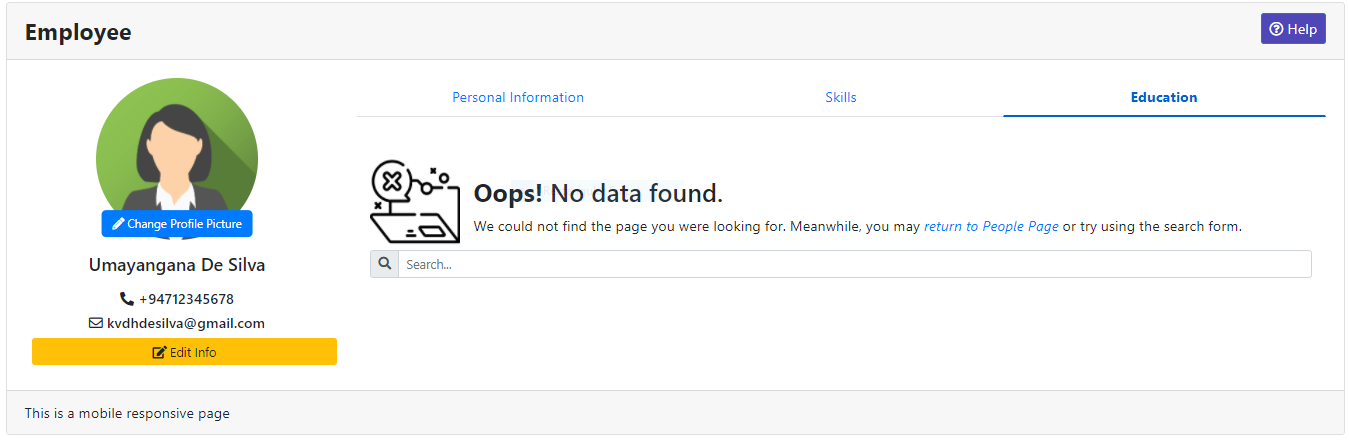 Employee
Help
Personal Information
Skills
Education
Change Profile Picture
Umayangana De Silva
+94712345678
kvdhdesilva@gmail.com
Edit Info
Oops! No data found.
We could not find the page you were looking for. Meanwhile, you may return to People Page or try using the search form.
Search...
This is a mobile responsive page